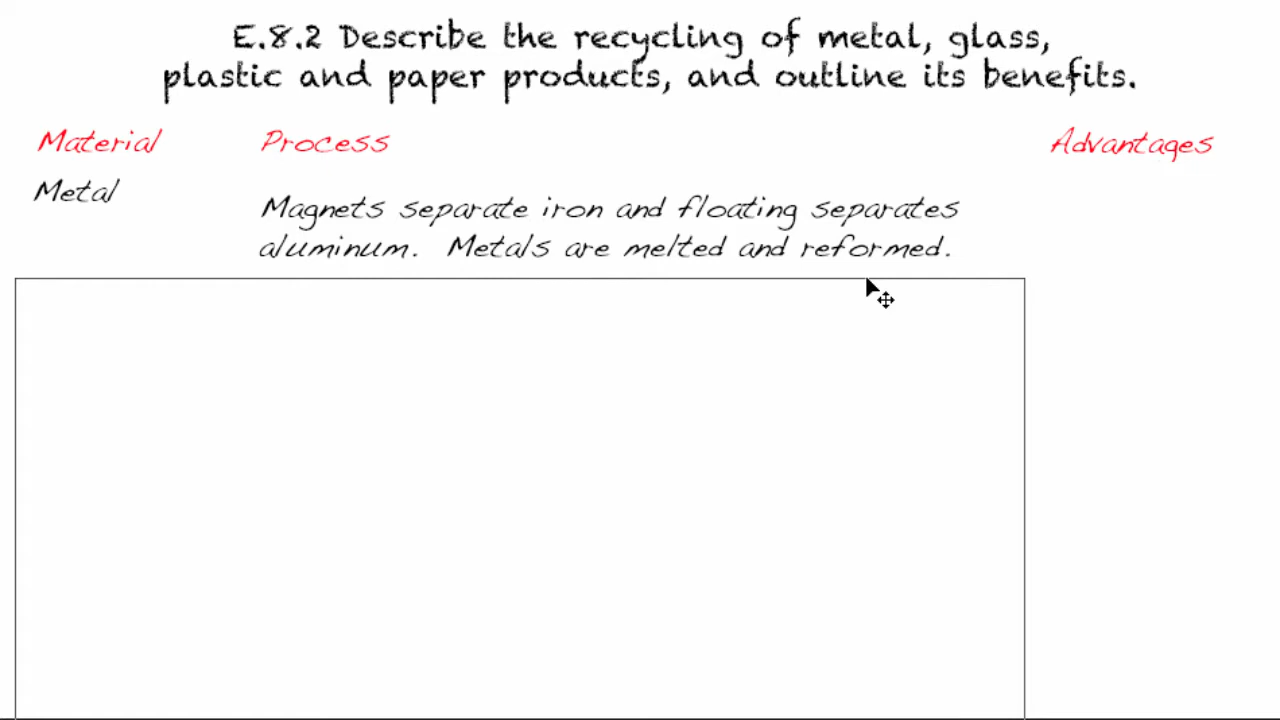 E.8.2 Describe the recycling of metal, glass,
plastic and paper products, and outline its benefits.
Material Process Advantages
Metal
Magnets separate iron and floating separates
aluminum. Metals are melted and reformed.